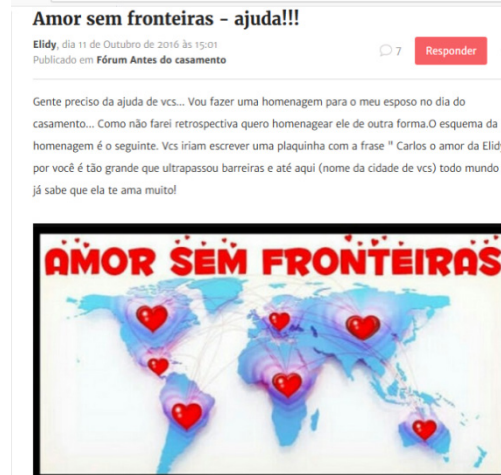 Amor sem fronteiras - ajuda!!!
Elidy, dia 11 de Outubro de 2016 às 15:01
Publicado em Fórum Antes do casamento
7
Responder
Gente preciso da ajuda de vcs... Vou fazer uma homenagem para o meu esposo no dia do
casamento... Como não farei retrospectiva quero homenagear ele de outra forma.O esquema da
homenagem é o seguinte. Vcs iriam escrever uma plaquinha com a frase " Carlos o amor da Elidy
por você é tão grande que ultrapassou barreiras e até aqui (nome da cidade de vcs) todo mundo
já sabe que ela te ama muito!
AMOR SEM FRONTEIRAS